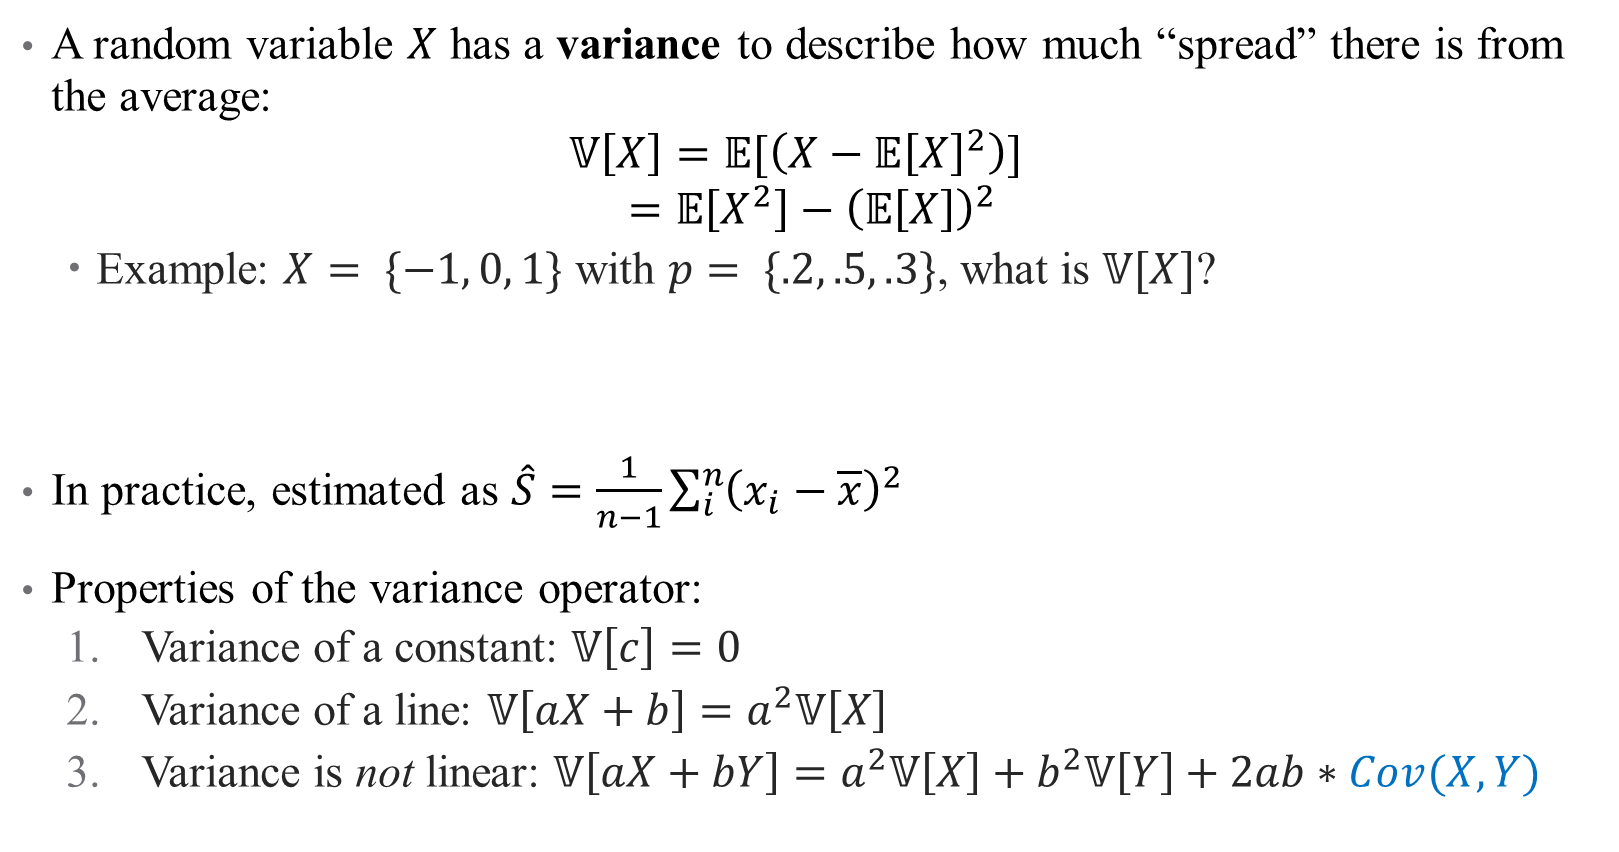 • A random variable 𝑋 has a variance to describe how much “spread” there is from
the average:
𝕍[𝑋] = 𝔼[(𝑋 − 𝔼[𝑋]²)]
= 𝔼[𝑋²] − (𝔼[𝑋])²
• Example: 𝑋 = {−1, 0, 1} with 𝑝 = {.2, .5, .3}, what is 𝕍[𝑋]?
• In practice, estimated as Ŝ = 1/(n−1) ∑ᵢⁿ(xᵢ − x̅)²
• Properties of the variance operator:
1. Variance of a constant: 𝕍[𝑐] = 0
2. Variance of a line: 𝕍[𝑎𝑋 + 𝑏] = 𝑎²𝕍[𝑋]
3. Variance is not linear: 𝕍[𝑎𝑋 + 𝑏𝑌] = 𝑎²𝕍[𝑋] + 𝑏²𝕍[𝑌] + 2𝑎𝑏 ∗ 𝐶𝑜𝑣(𝑋, 𝑌)